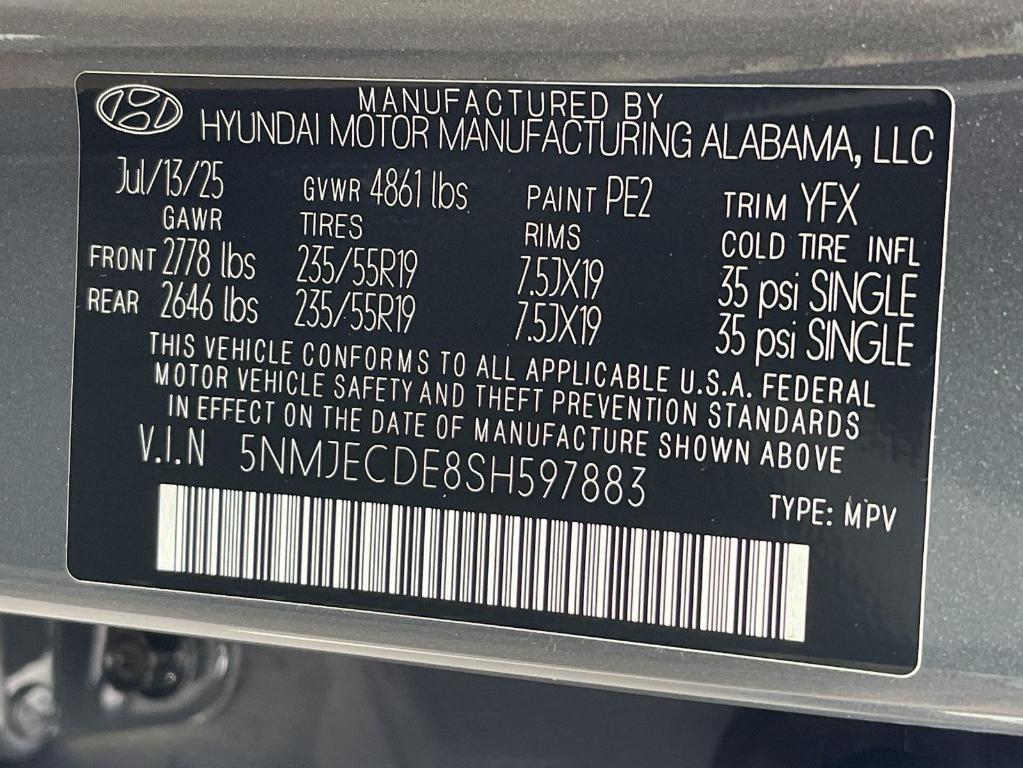 MANUFACTURED BY
HYUNDAI MOTOR MANUFACTURING ALABAMA, LLC
Jul/13/25 GVWR 4861 lbs PAINT PE2 TRIM YFX
GAWR TIRES RIMS COLD TIRE INFL
FRONT 2778 lbs 235/55R19 7.5JX19 35 psi SINGLE
REAR 2646 lbs 235/55R19 7.5JX19 35 psi SINGLE
THIS VEHICLE CONFORMS TO ALL APPLICABLE U.S.A. FEDERAL
MOTOR VEHICLE SAFETY AND THEFT PREVENTION STANDARDS
IN EFFECT ON THE DATE OF MANUFACTURE SHOWN ABOVE
V.I.N 5NMJECDE8SH597883
TYPE: MPV